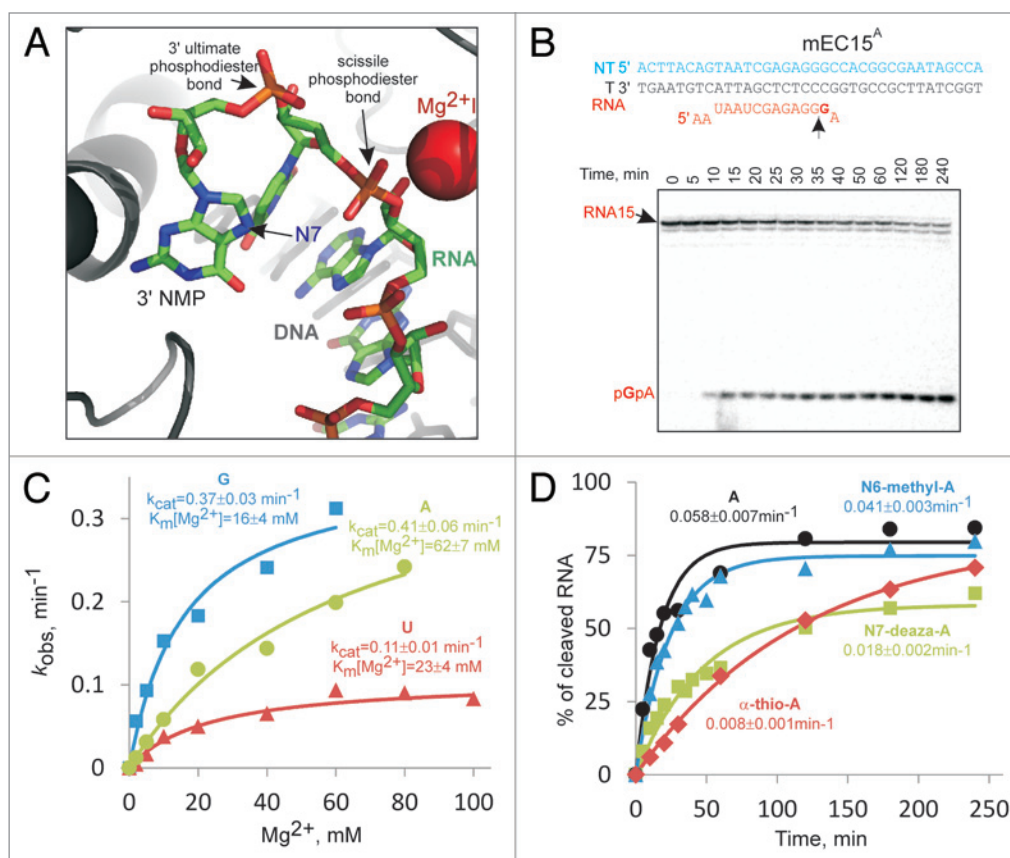 A
3' ultimate
phosphodiester
bond
scissile
phosphodiester
bond
Mg²⁺I
N7
RNA
3' NMP
DNA
B
mEC15ᴬ
NT 5' ACTTACAGTAATCGAGAGGGCCACGGCGAATAGCCA
T 3' TGAATGTCATTAGCTCTCCCGGTGCCGCTTATCGGT
RNA
5' AA UAAUCGAGAGGG A
Time, min 0 5 10 15 20 25 30 35 40 50 60 120 180 240
RNA15
pGpA
C
G
kcat=0.37±0.03 min⁻¹
Km[Mg²⁺]=16±4 mM
A
kcat=0.41±0.06 min⁻¹
Km[Mg²⁺]=62±7 mM
U
kcat=0.11±0.01 min⁻¹
Km[Mg²⁺]=23±4 mM
kobs, min⁻¹
0.3
0.2
0.1
0
0 20 40 60 80 100
Mg²⁺, mM
D
A
0.058±0.007min⁻¹
N6-methyl-A
0.041±0.003min⁻¹
N7-deaza-A
0.018±0.002min-1
α-thio-A
0.008±0.001min-1
% of cleaved RNA
100
75
50
25
0
0 50 100 150 200 250
Time, min